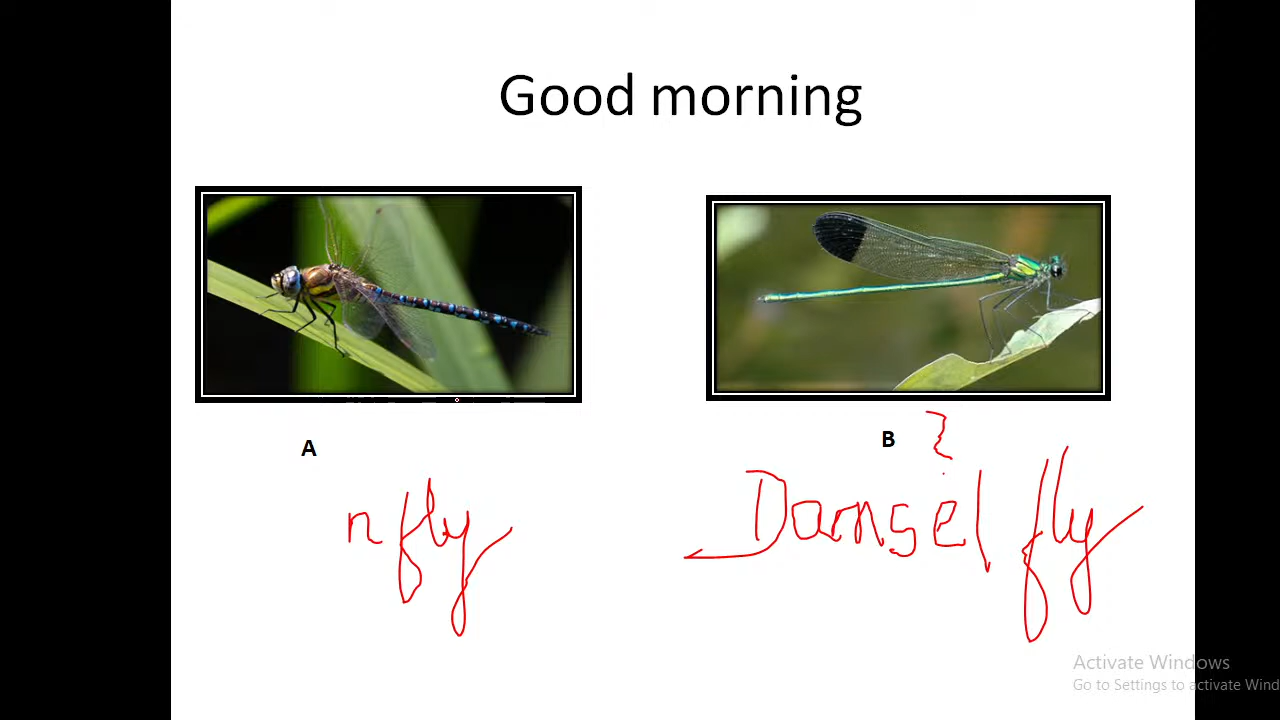 Good morning
A
B
n fly
Damsel fly
Activate Windows
Go to Settings to activate Wind